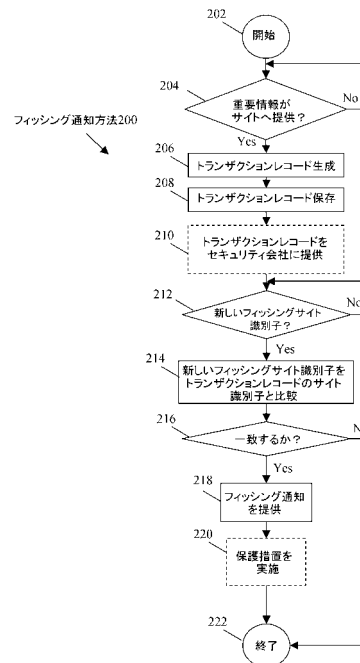 202
開始
204
重要情報が
サイトへ提供？
No
フィッシング通知方法200
Yes
206
トランザクションレコード生成
208
トランザクションレコード保存
210
トランザクションレコードを
セキュリティ会社に提供
212
新しいフィッシングサイト
識別子？
No
Yes
214
新しいフィッシングサイト識別子を
トランザクションレコードのサイト
識別子と比較
216
一致するか？
Yes
218
フィッシング通知
を提供
220
保護措置を
実施
222
終了